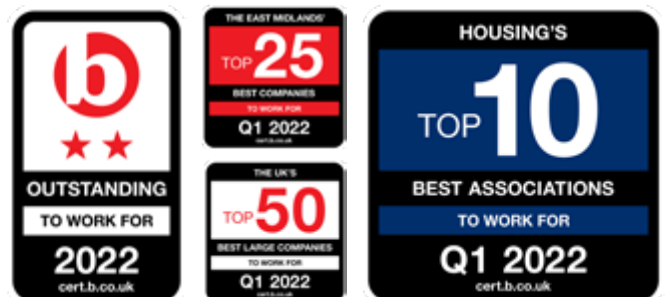 b
OUTSTANDING
TO WORK FOR
2022
cert.b.co.uk
THE EAST MIDLANDS'
TOP 25
BEST COMPANIES
TO WORK FOR
Q1 2022
cert.b.co.uk
THE UK'S
TOP 50
BEST LARGE COMPANIES
TO WORK FOR
Q1 2022
cert.b.co.uk
HOUSING'S
TOP 10
BEST ASSOCIATIONS
TO WORK FOR
Q1 2022
cert.b.co.uk